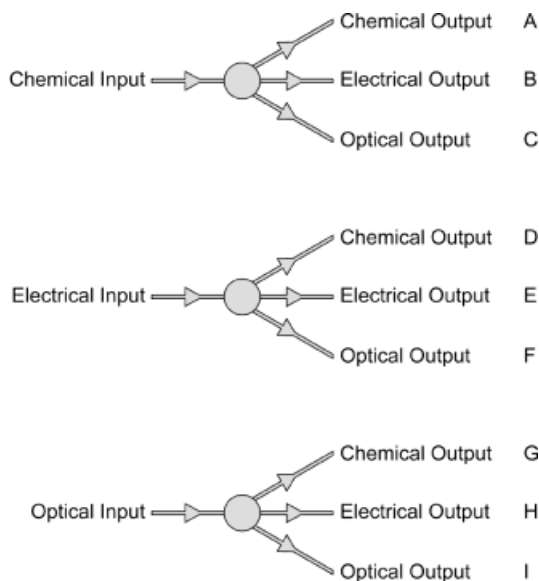 Chemical Output A
Chemical Input Electrical Output B
Optical Output C
Chemical Output D
Electrical Input Electrical Output E
Optical Output F
Chemical Output G
Optical Input Electrical Output H
Optical Output I